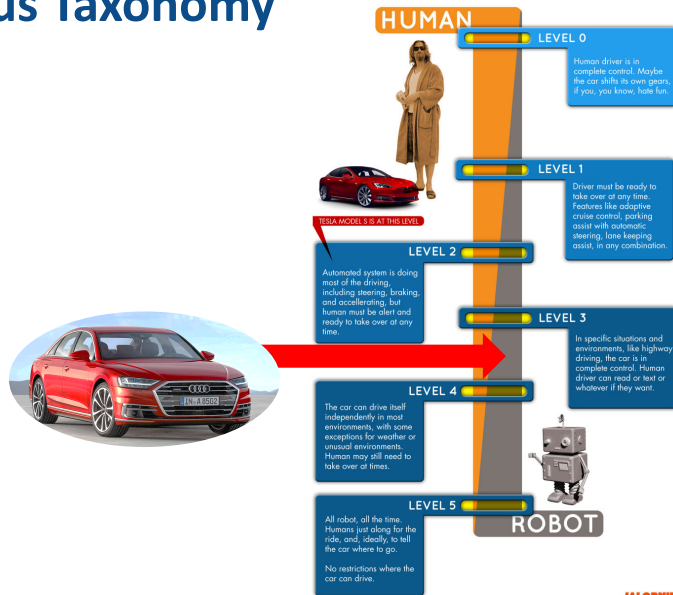 us Taxonomy
HUMAN
LEVEL 0
Human driver is in
complete control. Maybe
the car shifts its own gears,
if you, you know, hate fun.
LEVEL 1
Driver must be ready to
take over at any time.
Features like adaptive
cruise control, parking
assist with automatic
steering, lane keeping
assist, in any combination.
TESLA MODEL S IS AT THIS LEVEL
LEVEL 2
Automated system is doing
most of the driving,
including steering, braking,
and accellerating, but
human must be alert and
ready to take over at any
time.
LEVEL 3
In specific situations and
environments, like highway
driving, the car is in
complete control. Human
driver can read or text or
whatever if they want.
IN·A 8502
LEVEL 4
The car can drive itself
independently in most
environments, with some
exceptions for weather or
unusual environments.
Human may still need to
take over at times.
LEVEL 5
All robot, all the time.
Humans just along for the
ride, and, ideally, to tell
the car where to go.
No restrictions where the
car can drive.
ROBOT